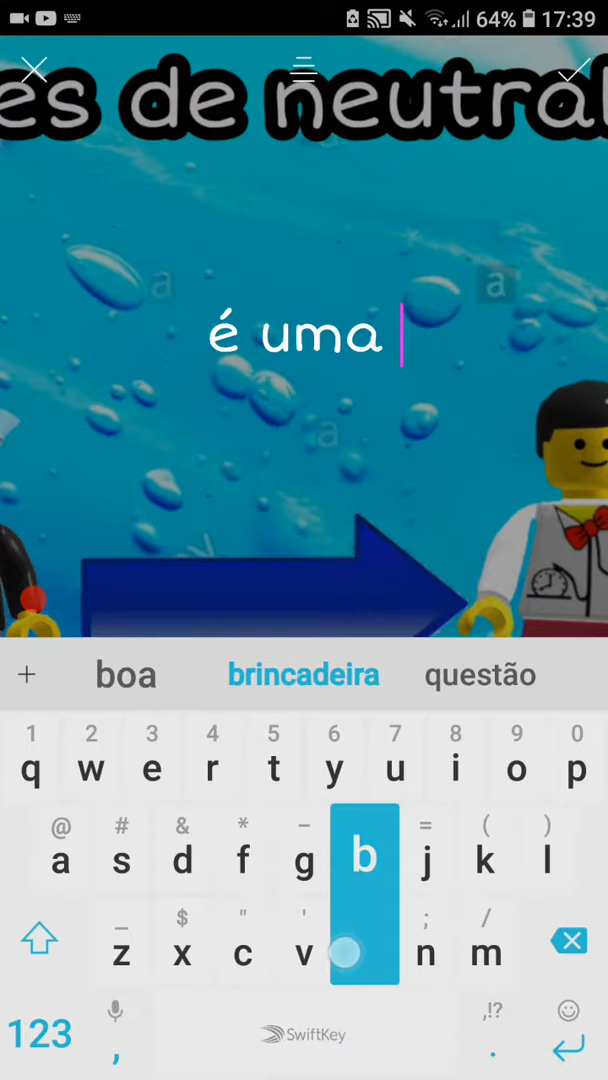 64% 17:39
es de neutral
a a
é uma
a
+ boa brincadeira questão
1 2 3 4 5 6 7 8 9 0
q w e r t y u i o p
@ # & * – = ( )
a s d f g b j k l
_ $ " ' ; /
z x c v n m
,!?
123 , SwiftKey .